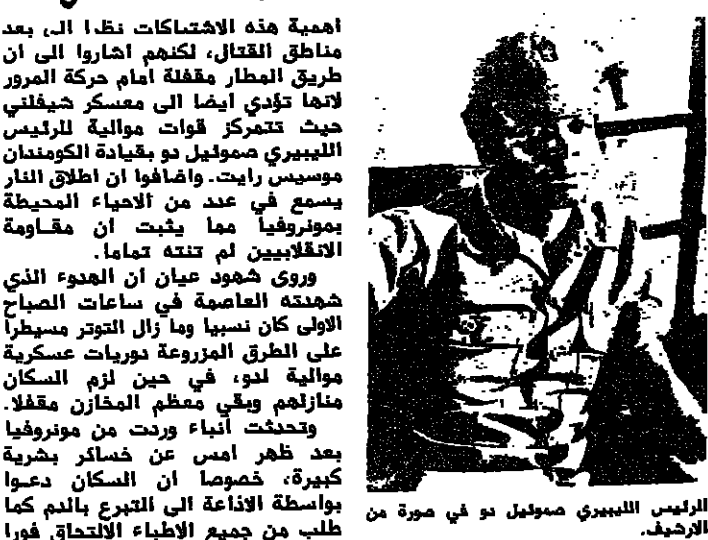 اهمية هذه الاشتباكات نظرا الى بعد
مناطق القتال، لكنهم اشاروا الى ان
طريق المطار مقفلة امام حركة المرور
لانها تؤدي ايضا الى معسكر شيفلني
حيث تتمركز قوات موالية للرئيس
الليبيري صموئيل دو بقيادة الكومندان
موسيس رايت. واضافوا ان اطلاق النار
يسمع في عدد من الاحياء المحيطة
بمونروفيا مما يثبت ان مقاومة
الانقلابيين لم تنته تماما.
وروى شهود عيان ان الهدوء الذي
شهدته العاصمة في ساعات الصباح
الاولى كان نسبيا وما زال التوتر مسيطرا
على الطرق المزروعة دوريات عسكرية
موالية لدو، في حين لزم السكان
منازلهم وبقي معظم المخازن مقفلا.
وتحدثت أنباء وردت من مونروفيا
بعد ظهر امس عن خسائر بشرية
كبيرة، خصوصا ان السكان دعوا
بواسطة الاذاعة الى التبرع بالدم كما
طلب من جميع الاطباء الالتحاق فورا
الرئيس الليبيري صموئيل دو في صورة من
الارشيف.